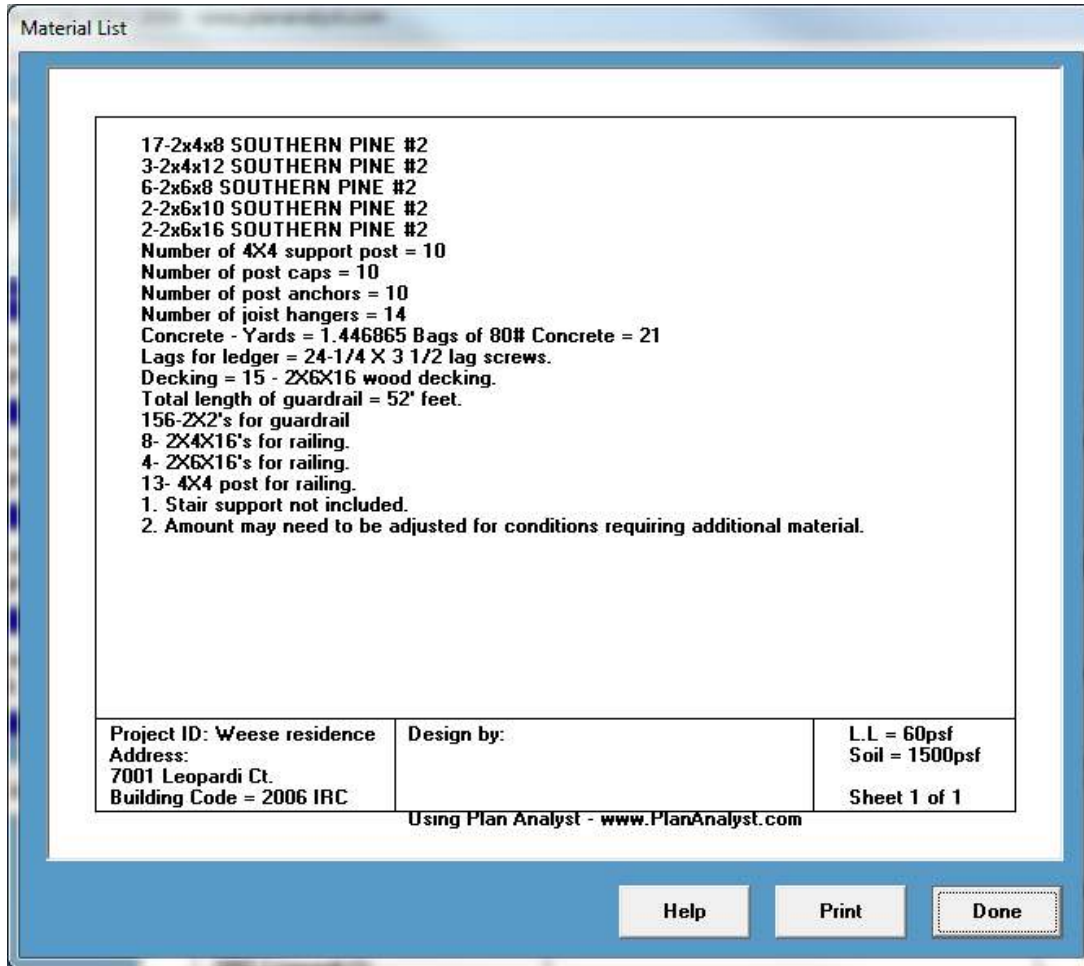 Material List
17-2x4x8 SOUTHERN PINE #2
3-2x4x12 SOUTHERN PINE #2
6-2x6x8 SOUTHERN PINE #2
2-2x6x10 SOUTHERN PINE #2
2-2x6x16 SOUTHERN PINE #2
Number of 4X4 support post = 10
Number of post caps = 10
Number of post anchors = 10
Number of joist hangers = 14
Concrete - Yards = 1.446865 Bags of 80# Concrete = 21
Lags for ledger = 24-1/4 X 3 1/2 lag screws.
Decking = 15 - 2X6X16 wood decking.
Total length of guardrail = 52' feet.
156-2X2's for guardrail
8- 2X4X16's for railing.
4- 2X6X16's for railing.
13- 4X4 post for railing.
1. Stair support not included.
2. Amount may need to be adjusted for conditions requiring additional material.
Project ID: Weese residence
Address:
7001 Leopardi Ct.
Building Code = 2006 IRC
Design by:
L.L = 60psf
Soil = 1500psf
Sheet 1 of 1
Using Plan Analyst - www.PlanAnalyst.com
Help
Print
Done